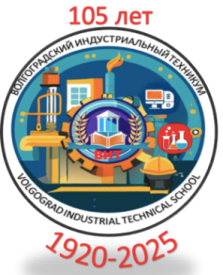 105 лет
ВОЛГОГРАДСКИЙ ИНДУСТРИАЛЬНЫЙ ТЕХНИКУМ
ВИТ
VOLGOGRAD INDUSTRIAL TECHNICAL SCHOOL
1920-2025